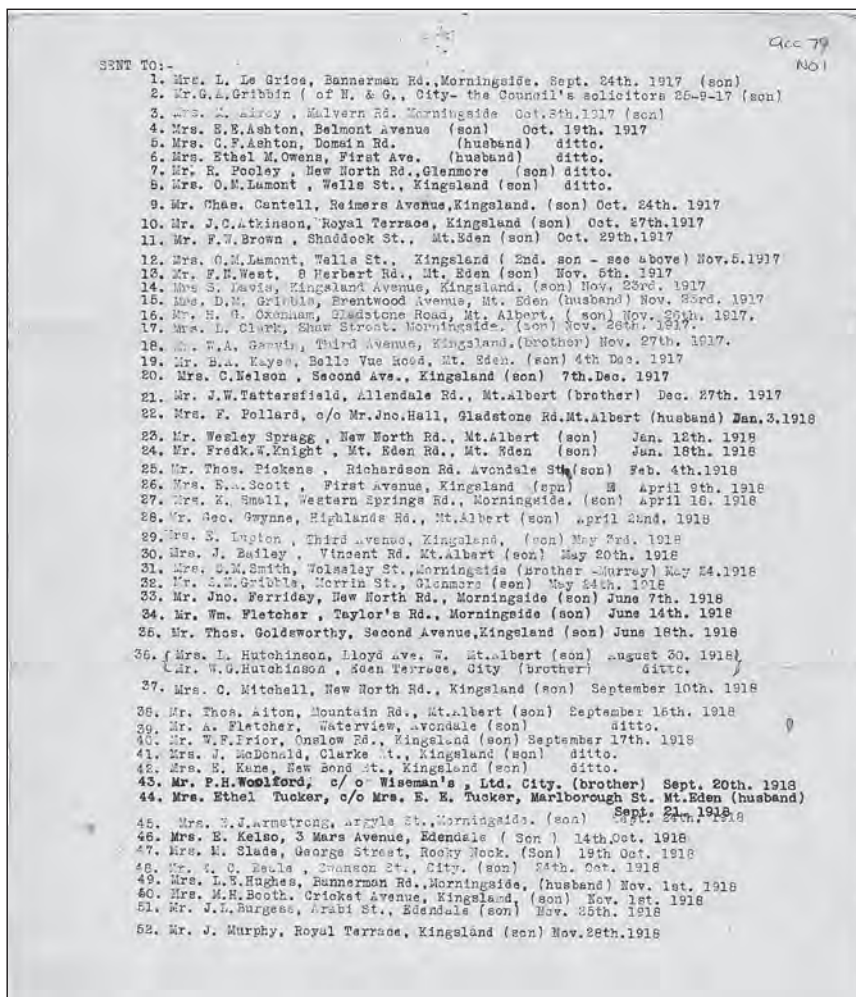 acc 79
NO1
SENT TO:-
1. Mrs. L. Le Grice, Bannerman Rd.,Morningside. Sept. 24th. 1917 (son)
2. Mr.G.A.Gribbin ( of N. & G., City- the Council's solicitors 25-9-17 (son)
3. Mrs. M. Airey , Malvern Rd. Morningside Oct.5th.1917 (son)
4. Mrs. E.E.Ashton, Belmont Avenue (son) Oct. 19th. 1917
5. Mrs. C.F.Ashton, Domain Rd. (husband) ditto.
6. Mrs. Ethel M.Owens, First Ave. (husband) ditto.
7. Mr. R. Pooley , New North Rd.,Glenmore (son) ditto.
8. Mrs. O.M.Lamont , Wells St., Kingsland (son) ditto.
9. Mr. Chas. Cantell, Reimers Avenue,Kingsland. (son) Oct. 24th. 1917
10. Mr. J.C.Atkinson, Royal Terrace, Kingsland (son) Oct. 27th.1917
11. Mr. F.W.Brown , Shaddock St., Mt.Eden (son) Oct. 29th.1917
12. Mrs. O.M.Lamont, Wells St., Kingsland ( 2nd. son - see above) Nov.5.1917
13. Mr. F.N.West, 8 Herbert Rd., Mt. Eden (son) Nov. 5th. 1917
14. Mrs S. Davis, Kingsland Avenue, Kingsland. (son) Nov. 23rd. 1917
15. Mrs. D.M. Gribble, Brentwood Avenue, Mt. Eden (husband) Nov. 23rd. 1917
16. Mr. H. G. Oxenham, Gladstone Road, Mt. Albert. ( son) Nov. 26th. 1917.
17. Mrs. L. Clark, Shaw Street. Morningside. (son) Nov. 26th. 1917.
18. W.A. Garvin, Third Avenue, Kingsland.(brother) Nov. 27th. 1917.
19. Mr. B.A. Kayes, Belle Vue Road, Mt. Eden. (son) 4th Dec. 1917
20. Mrs. C.Nelson , Second Ave., Kingsland (son) 7th.Dec. 1917
21. Mr. J.W.Tattersfield, Allendale Rd., Mt.Albert (brother) Dec. 27th. 1917
22. Mrs. F. Pollard, c/o Mr.Jno.Hall, Gladstone Rd.Mt.Albert (husband) Jan.3.1918
23. Mr. Wesley Spragg , New North Rd., Mt.Albert (son) Jan. 12th. 1918
24. Mr. Fredk.W.Knight , Mt. Eden Rd., Mt. Eden (son) Jan. 18th. 1918
25. Mr. Thos. Pickens , Richardson Rd. Avondale Sth (son) Feb. 4th.1918
26. Mrs. E.A.Scott , First Avenue, Kingsland (son) April 9th. 1918
27. Mrs. K. Small, Western Springs Rd., Morningside. (son) April 18. 1918
28. Mr. Geo. Gwynne, Highlands Rd., Mt.Albert (son) April 22nd. 1918
29. Mrs. E. Lupton , Third Avenue, Kingsland, (son) May 3rd. 1918
30. Mrs. J. Bailey , Vincent Rd. Mt.Albert (son) May 20th. 1918
31. Mrs. S.M.Smith, Wolseley St.,Morningside (brother -Murray) May 24.1918
32. Mr. S.M.Gribble, Morrin St., Glenmore (son) May 24th. 1918
33. Mr. Jno. Ferriday, New North Rd., Morningside (son) June 7th. 1918
34. Mr. Wm. Fletcher , Taylor's Rd., Morningside (son) June 14th. 1918
35. Mr. Thos. Goldsworthy, Second Avenue,Kingsland (son) June 18th. 1918
36. ( Mrs. L. Hutchinson, Lloyd Ave. W. Mt.Albert (son) August 30. 1918)
( Mr. W.G.Hutchinson , Eden Terrace, City (brother) ditto. )
37. Mrs. C. Mitchell, New North Rd., Kingsland (son) September 10th. 1918
38. Mr. Thos. Aiton, Mountain Rd., Mt.Albert (son) September 16th. 1918
39. Mr. A. Fletcher, Waterview, Avondale (son) ditto.
40. Mr. W.F.Prior, Onslow Rd., Kingsland (son) September 17th. 1918
41. Mrs. J. McDonald, Clarke St., Kingsland (son) ditto.
42. Mrs. E. Kane, New Bond St., Kingsland (son) ditto.
43. Mr. P.H.Woolford, c/o Wiseman's , Ltd. City. (brother) Sept. 20th. 1918
44. Mrs. Ethel Tucker, c/o Mrs. E. E. Tucker, Marlborough St. Mt.Eden (husband)
Sept. 21. 1918
45. Mrs. E.J.Armstrong, Argyle St.,Morningside. (son) Sept. 24th. 1918
46. Mrs. E. Kelso, 3 Mars Avenue, Edendale ( Son ) 14th.Oct. 1918
47. Mrs. M. Slade, George Street, Rocky Nook. (Son) 19th Oct. 1918
48. Mr. C. Beale , Swanson St., City. (son) 24th. Oct. 1918
49. Mrs. L.E.Hughes, Bannerman Rd.,Morningside, (husband) Nov. 1st. 1918
50. Mrs. M.H.Booth. Cricket Avenue, Kingsland, (son) Nov. 1st. 1918
51. Mr. J.L.Burgess, Arabi St., Edendale (son) Nov. 25th. 1918
52. Mr. J. Murphy, Royal Terrace, Kingsland (son) Nov.28th.1918